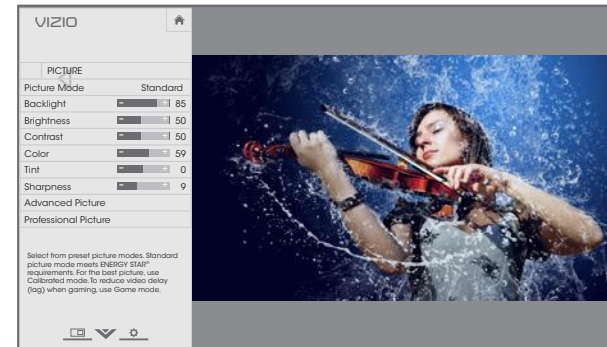 VIZIO
PICTURE
Picture Mode Standard
Backlight 85
Brightness 50
Contrast 50
Color 59
Tint 0
Sharpness 9
Advanced Picture
Professional Picture
Select from preset picture modes. Standard
picture mode meets ENERGY STAR®
requirements. For the best picture, use
Calibrated mode. To reduce video delay
(lag) when gaming, use Game mode.